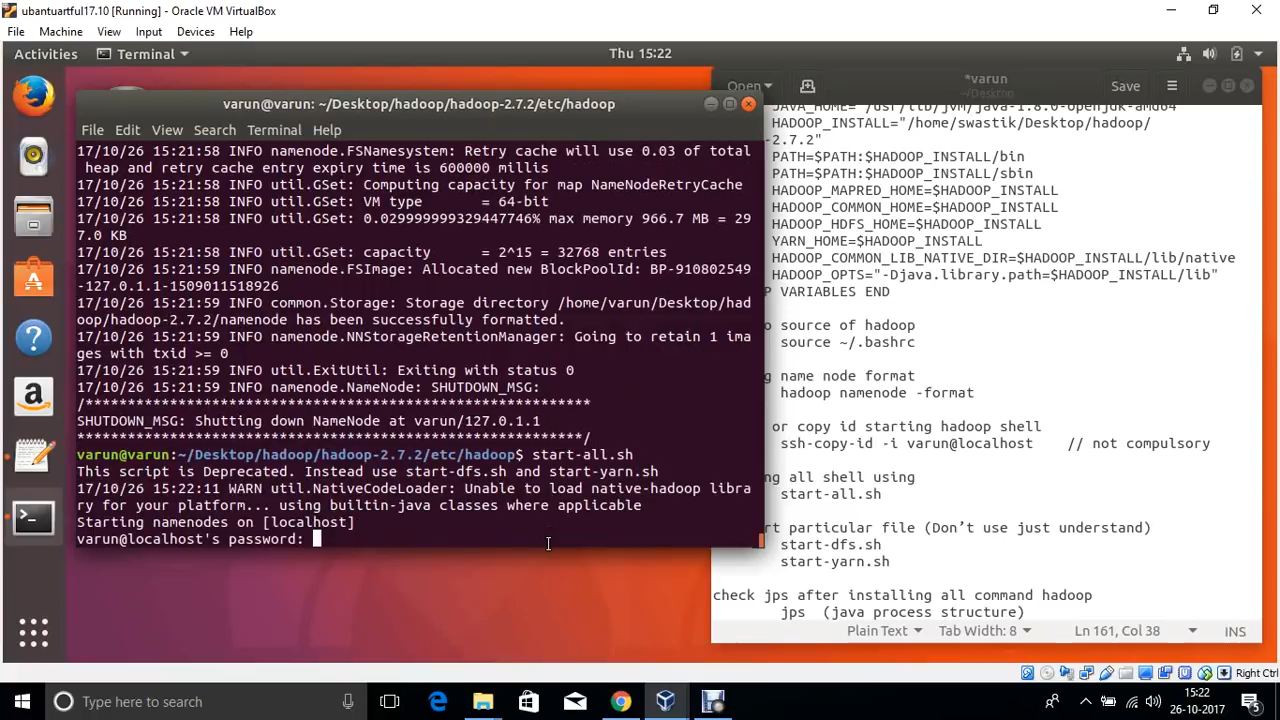 ubantuartful17.10 [Running] - Oracle VM VirtualBox
File Machine View Input Devices Help
Activities Terminal Thu 15:22
varun@varun: ~/Desktop/hadoop/hadoop-2.7.2/etc/hadoop
File Edit View Search Terminal Help
17/10/26 15:21:58 INFO namenode.FSNamesystem: Retry cache will use 0.03 of total
heap and retry cache entry expiry time is 600000 millis
17/10/26 15:21:58 INFO util.GSet: Computing capacity for map NameNodeRetryCache
17/10/26 15:21:58 INFO util.GSet: VM type = 64-bit
17/10/26 15:21:58 INFO util.GSet: 0.029999999329447746% max memory 966.7 MB = 29
7.0 KB
17/10/26 15:21:58 INFO util.GSet: capacity = 2^15 = 32768 entries
17/10/26 15:21:59 INFO namenode.FSImage: Allocated new BlockPoolId: BP-910802549
-127.0.1.1-1509011518926
17/10/26 15:21:59 INFO common.Storage: Storage directory /home/varun/Desktop/had
oop/hadoop-2.7.2/namenode has been successfully formatted.
17/10/26 15:21:59 INFO namenode.NNStorageRetentionManager: Going to retain 1 ima
ges with txid >= 0
17/10/26 15:21:59 INFO util.ExitUtil: Exiting with status 0
17/10/26 15:21:59 INFO namenode.NameNode: SHUTDOWN_MSG:
/************************************************************
SHUTDOWN_MSG: Shutting down NameNode at varun/127.0.1.1
************************************************************/
varun@varun:~/Desktop/hadoop/hadoop-2.7.2/etc/hadoop$ start-all.sh
This script is Deprecated. Instead use start-dfs.sh and start-yarn.sh
17/10/26 15:22:11 WARN util.NativeCodeLoader: Unable to load native-hadoop libra
ry for your platform... using builtin-java classes where applicable
Starting namenodes on [localhost]
varun@localhost's password:
Open *varun Save
~/Desktop
JAVA_HOME="/usr/lib/jvm/java-1.8.0-openjdk-amd64"
HADOOP_INSTALL="/home/swastik/Desktop/hadoop/
-2.7.2"
PATH=$PATH:$HADOOP_INSTALL/bin
PATH=$PATH:$HADOOP_INSTALL/sbin
HADOOP_MAPRED_HOME=$HADOOP_INSTALL
HADOOP_COMMON_HOME=$HADOOP_INSTALL
HADOOP_HDFS_HOME=$HADOOP_INSTALL
YARN_HOME=$HADOOP_INSTALL
HADOOP_COMMON_LIB_NATIVE_DIR=$HADOOP_INSTALL/lib/native
HADOOP_OPTS="-Djava.library.path=$HADOOP_INSTALL/lib"
P VARIABLES END
o source of hadoop
source ~/.bashrc
g name node format
hadoop namenode -format
or copy id starting hadoop shell
ssh-copy-id -i varun@localhost // not compulsory
ng all shell using
start-all.sh
rt particular file (Don't use just understand)
start-dfs.sh
start-yarn.sh
check jps after installing all command hadoop
jps (java process structure)
Plain Text Tab Width: 8 Ln 161, Col 38 INS
Right Ctrl
Type here to search
15:22
26-10-2017
5